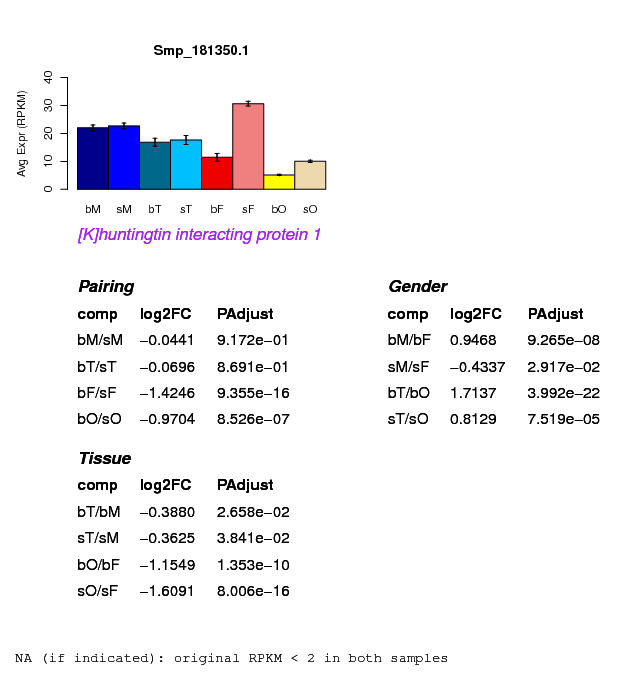 Smp_181350.1
Avg Expr (RPKM)
40
30
20
10
0
bM sM bT sT bF sF bO sO
[K]huntingtin interacting protein 1
Pairing
comp log2FC PAdjust
bM/sM −0.0441 9.172e−01
bT/sT −0.0696 8.691e−01
bF/sF −1.4246 9.355e−16
bO/sO −0.9704 8.526e−07
Gender
comp log2FC PAdjust
bM/bF 0.9468 9.265e−08
sM/sF −0.4337 2.917e−02
bT/bO 1.7137 3.992e−22
sT/sO 0.8129 7.519e−05
Tissue
comp log2FC PAdjust
bT/bM −0.3880 2.658e−02
sT/sM −0.3625 3.841e−02
bO/bF −1.1549 1.353e−10
sO/sF −1.6091 8.006e−16
NA (if indicated): original RPKM < 2 in both samples